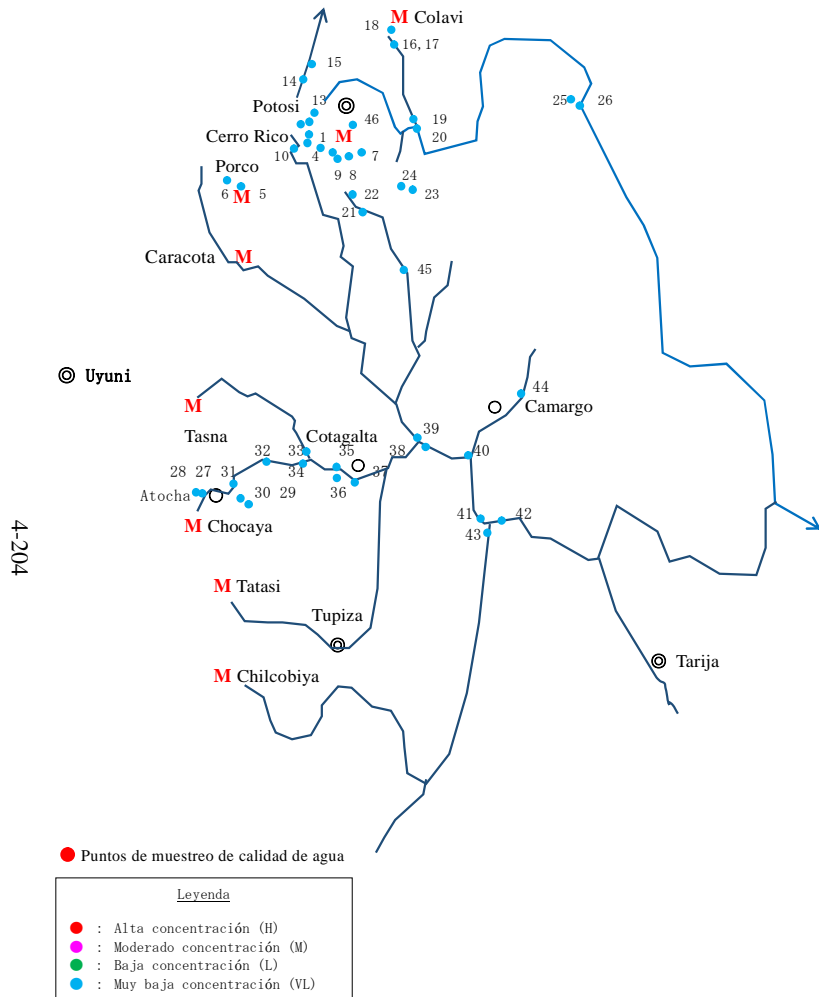 18
M Colavi
16, 17
15
14
Potosi
13
25
26
46
19
Cerro Rico
1
M
20
10
4
7
Porco
9 8
24
6
M
5
22
23
21
Caracota
M
45
Uyuni
44
M
Camargo
Tasna
Cotagalta
39
32
33
35
38
40
28
27
31
34
37
Atocha
30
29
36
M Chocaya
41
42
43
4-204
M Tatasi
Tupiza
Tarija
M Chilcobiya
Puntos de muestreo de calidad de agua
Leyenda
: Alta concentración (H)
: Moderado concentración (M)
: Baja concentración (L)
: Muy baja concentración (VL)